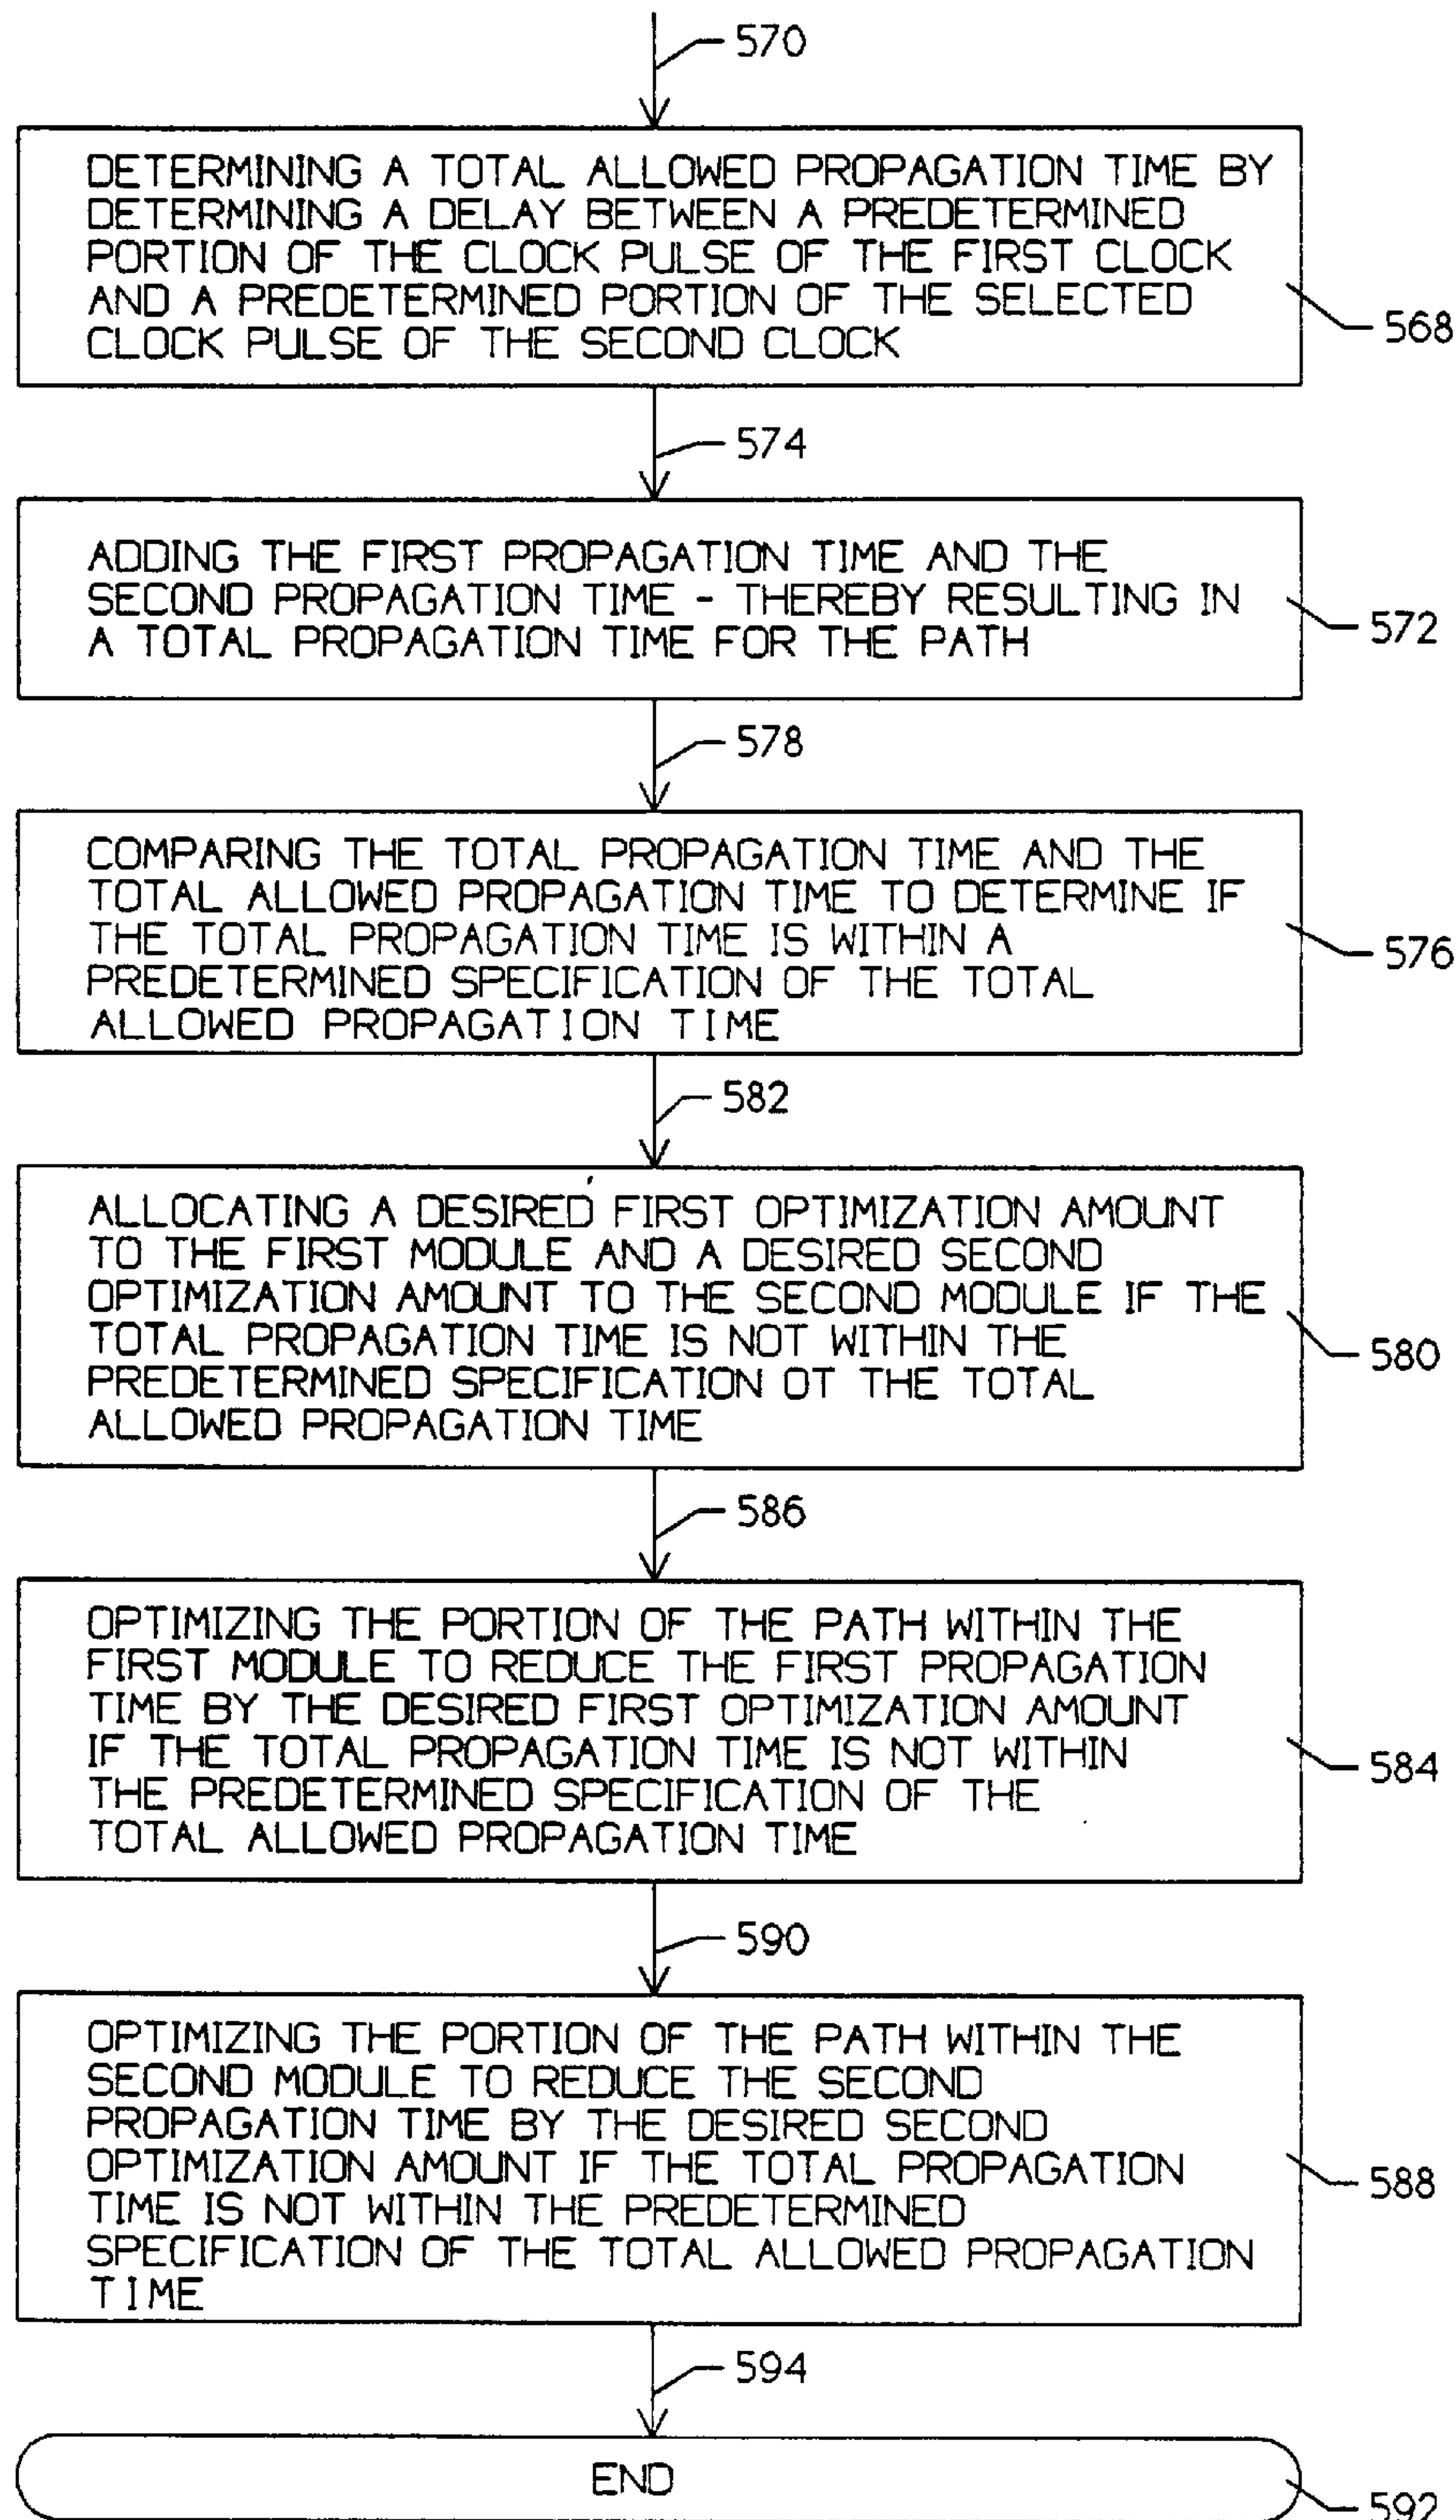 570
DETERMINING A TOTAL ALLOWED PROPAGATION TIME BY
DETERMINING A DELAY BETWEEN A PREDETERMINED
PORTION OF THE CLOCK PULSE OF THE FIRST CLOCK
AND A PREDETERMINED PORTION OF THE SELECTED
CLOCK PULSE OF THE SECOND CLOCK
568
574
ADDING THE FIRST PROPAGATION TIME AND THE
SECOND PROPAGATION TIME - THEREBY RESULTING IN
A TOTAL PROPAGATION TIME FOR THE PATH
572
578
COMPARING THE TOTAL PROPAGATION TIME AND THE
TOTAL ALLOWED PROPAGATION TIME TO DETERMINE IF
THE TOTAL PROPAGATION TIME IS WITHIN A
PREDETERMINED SPECIFICATION OF THE TOTAL
ALLOWED PROPAGATION TIME
576
582
ALLOCATING A DESIRED FIRST OPTIMIZATION AMOUNT
TO THE FIRST MODULE AND A DESIRED SECOND
OPTIMIZATION AMOUNT TO THE SECOND MODULE IF THE
TOTAL PROPAGATION TIME IS NOT WITHIN THE
PREDETERMINED SPECIFICATION OT THE TOTAL
ALLOWED PROPAGATION TIME
580
586
OPTIMIZING THE PORTION OF THE PATH WITHIN THE
FIRST MODULE TO REDUCE THE FIRST PROPAGATION
TIME BY THE DESIRED FIRST OPTIMIZATION AMOUNT
IF THE TOTAL PROPAGATION TIME IS NOT WITHIN
THE PREDETERMINED SPECIFICATION OF THE
TOTAL ALLOWED PROPAGATION TIME
584
590
OPTIMIZING THE PORTION OF THE PATH WITHIN THE
SECOND MODULE TO REDUCE THE SECOND
PROPAGATION TIME BY THE DESIRED SECOND
OPTIMIZATION AMOUNT IF THE TOTAL PROPAGATION
TIME IS NOT WITHIN THE PREDETERMINED
SPECIFICATION OF THE TOTAL ALLOWED PROPAGATION
TIME
588
594
END
592